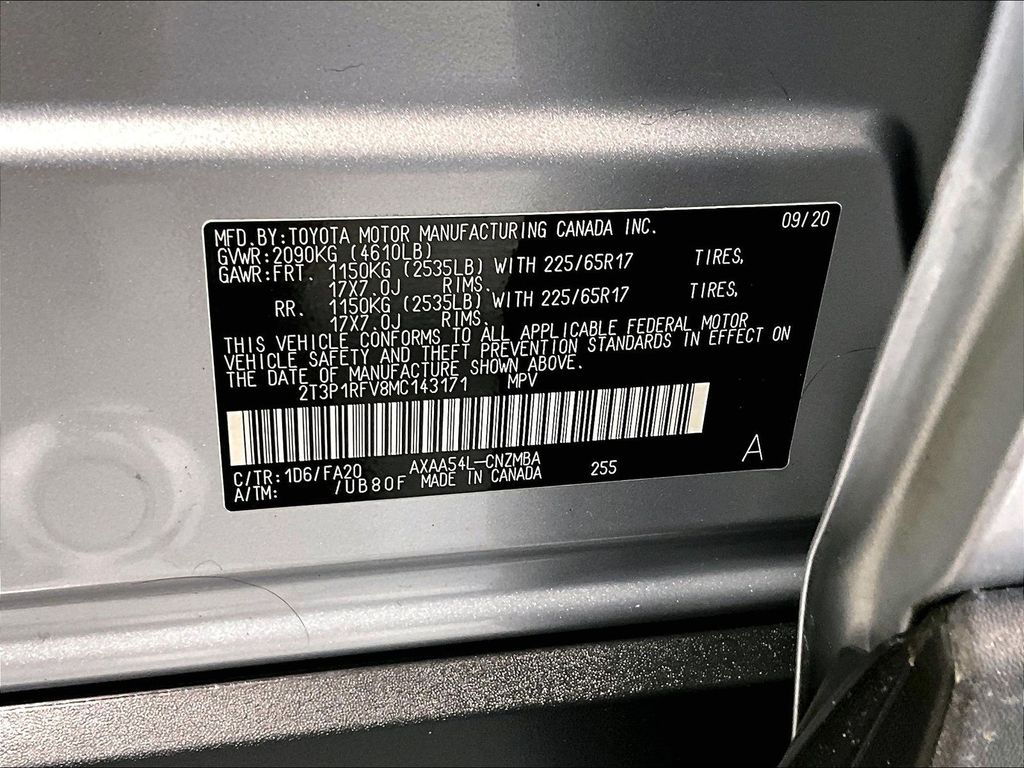 MFD.BY:TOYOTA MOTOR MANUFACTURING CANADA INC. 09/20
GVWR:2090KG (4610LB)
GAWR:FRT. 1150KG (2535LB) WITH 225/65R17 TIRES,
17X7.0J RIMS.
RR. 1150KG (2535LB) WITH 225/65R17 TIRES,
17X7.0J RIMS.
THIS VEHICLE CONFORMS TO ALL APPLICABLE FEDERAL MOTOR
VEHICLE SAFETY AND THEFT PREVENTION STANDARDS IN EFFECT ON
THE DATE OF MANUFACTURE SHOWN ABOVE.
2T3P1RFV8MC143171 MPV
A
C/TR:1D6/FA20 AXAA54L-CNZMBA 255
A/TM: /UB80F MADE IN CANADA